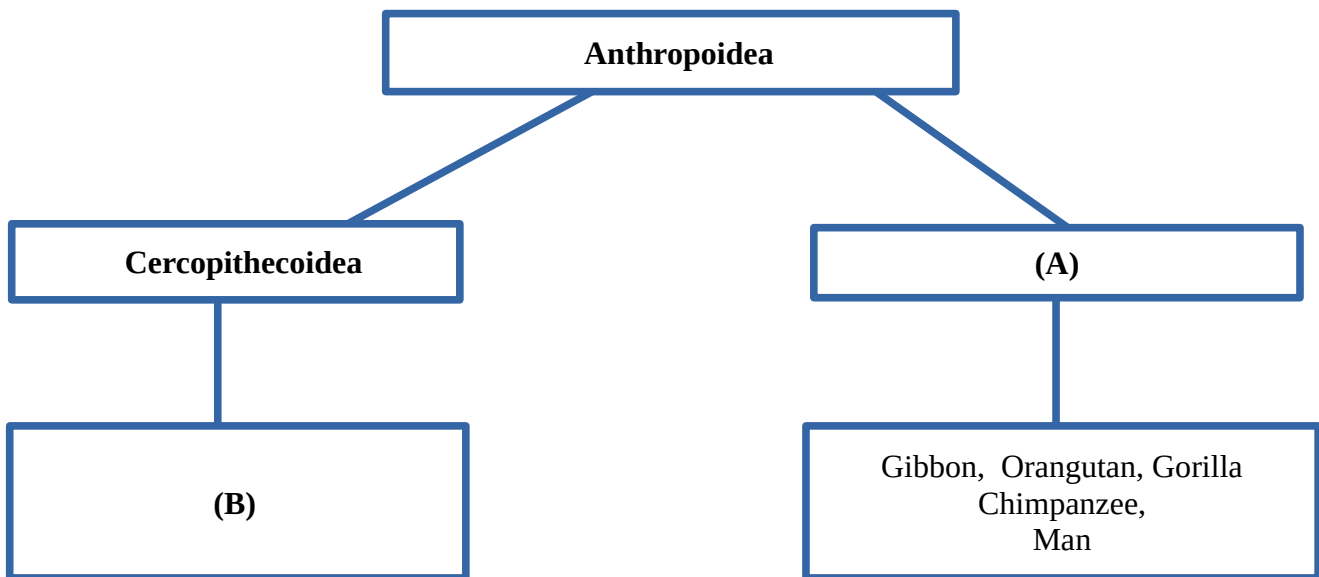 Anthropoidea
Cercopithecoidea
(A)
(B)
Gibbon, Orangutan, Gorilla
Chimpanzee,
Man